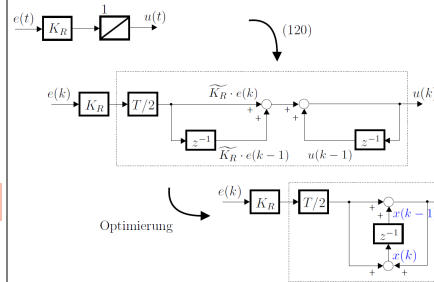 1
e(t) K_R u(t)
(120)
\widetilde{K_R} · e(k)
e(k) K_R T/2 + + + + u(k
z^{-1} z^{-1}
\widetilde{K_R} · e(k−1) u(k−1)
e(k) K_R T/2
+ + x(k−1
Optimierung
z^{-1}
x(k)
+ +